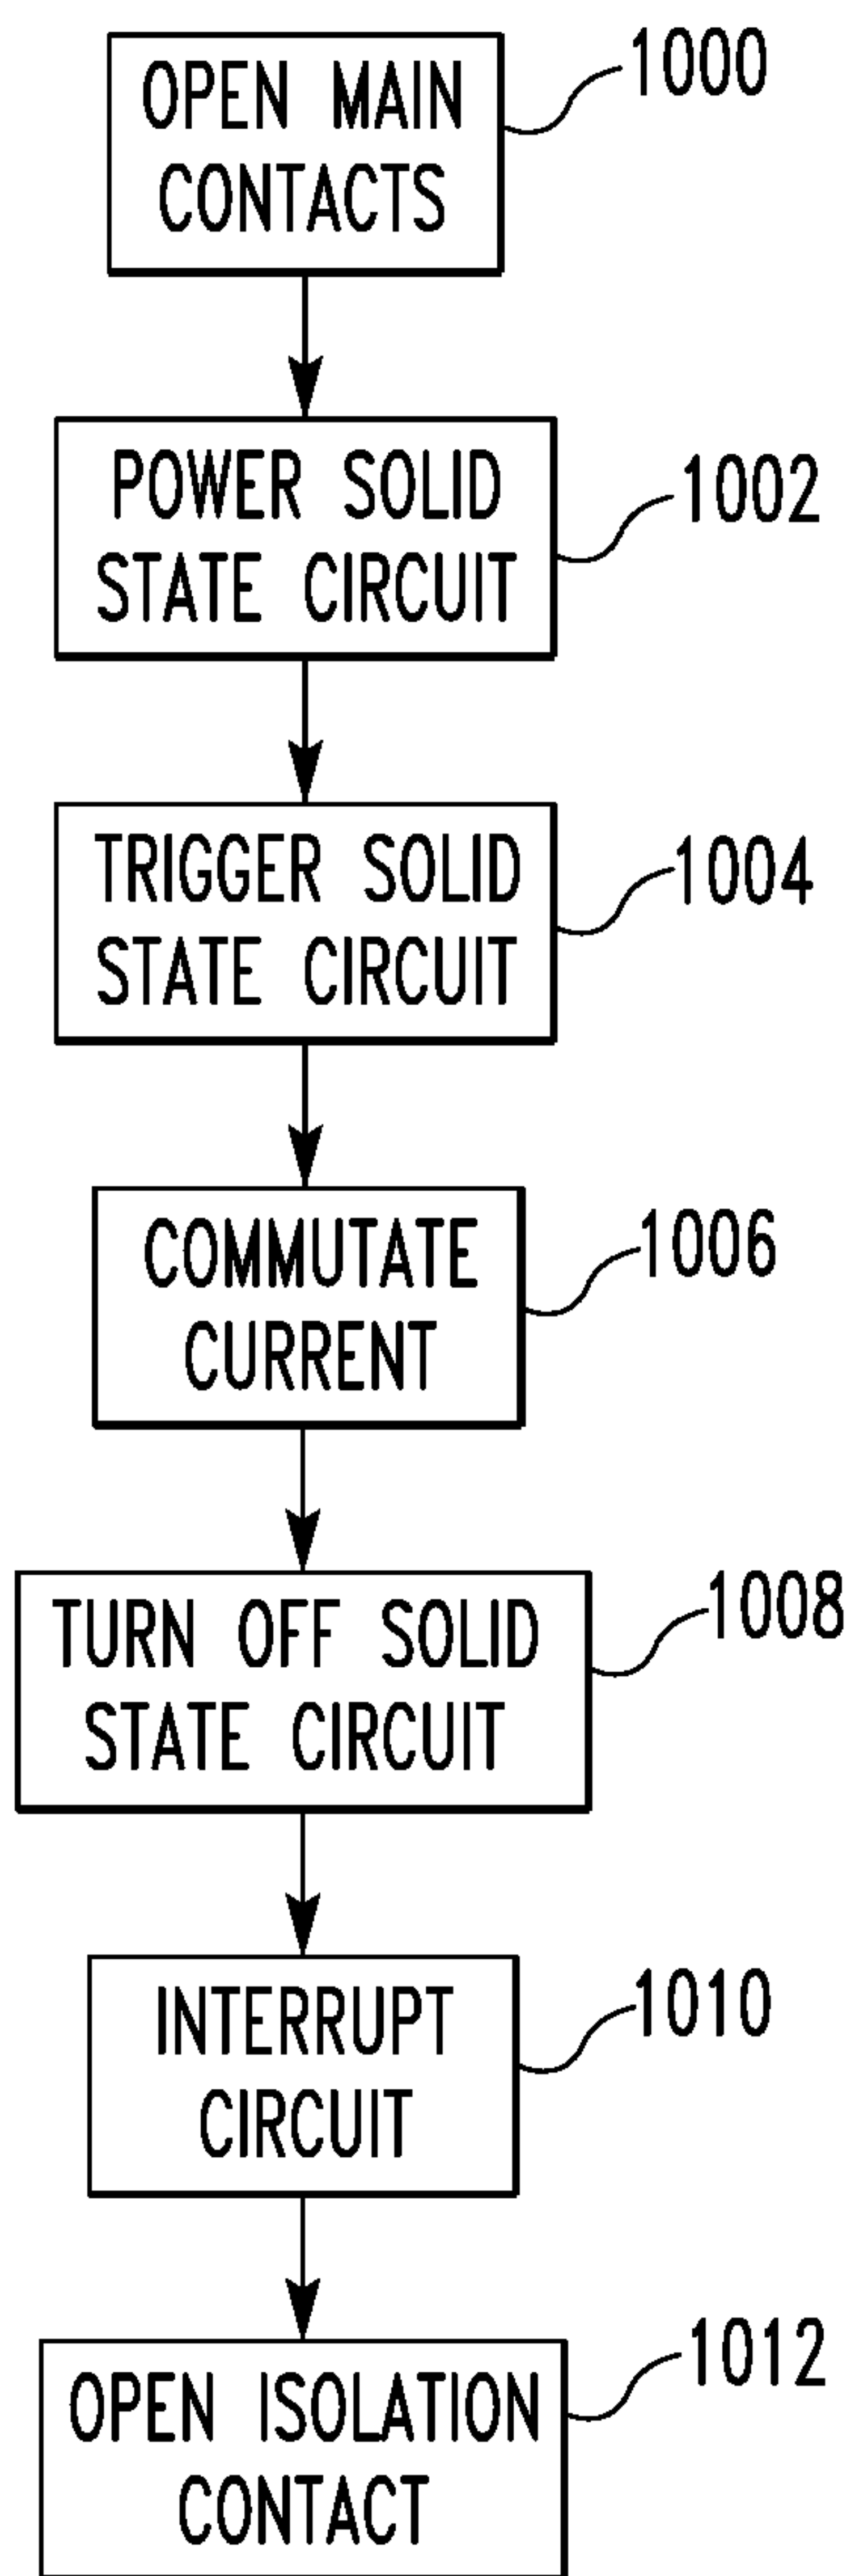 OPEN MAIN
CONTACTS
1000
POWER SOLID
STATE CIRCUIT
1002
TRIGGER SOLID
STATE CIRCUIT
1004
COMMUTATE
CURRENT
1006
TURN OFF SOLID
STATE CIRCUIT
1008
INTERRUPT
CIRCUIT
1010
OPEN ISOLATION
CONTACT
1012